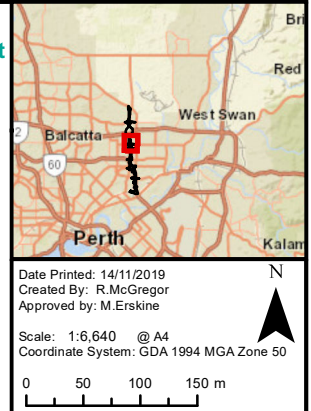 Bri
t
Red
West Swan
2
Balcatta
60
Perth
Kalam
Date Printed: 14/11/2019
Created By: R.McGregor
Approved by: M.Erskine
N
Scale: 1:6,640 @ A4
Coordinate System: GDA 1994 MGA Zone 50
0 50 100 150 m